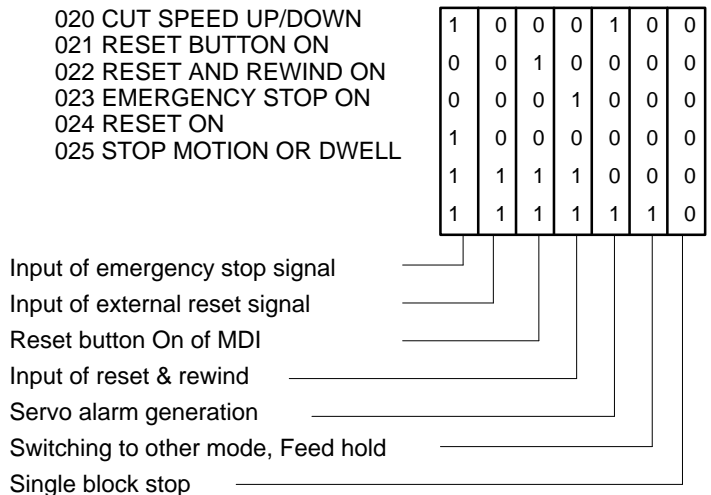 020 CUT SPEED UP/DOWN 1 0 0 0 1 0 0
021 RESET BUTTON ON 0 0 1 0 0 0 0
022 RESET AND REWIND ON 0 0 0 1 0 0 0
023 EMERGENCY STOP ON 1 0 0 0 0 0 0
024 RESET ON 1 1 1 1 0 0 0
025 STOP MOTION OR DWELL 1 1 1 1 1 1 0
Input of emergency stop signal
Input of external reset signal
Reset button On of MDI
Input of reset & rewind
Servo alarm generation
Switching to other mode, Feed hold
Single block stop